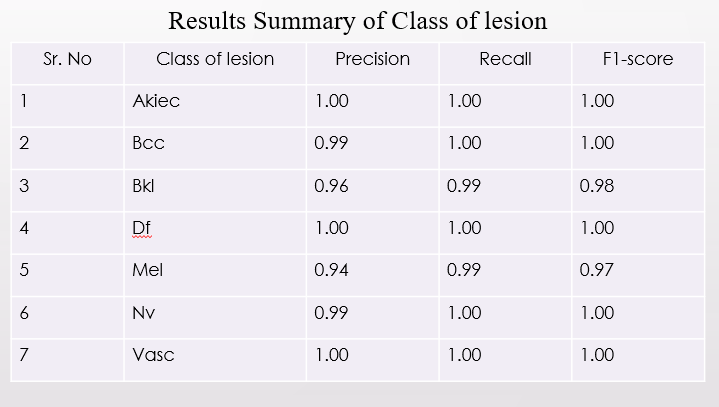 Results Summary of Class of lesion
Sr. No Class of lesion Precision Recall F1-score
1 Akiec 1.00 1.00 1.00
2 Bcc 0.99 1.00 1.00
3 Bkl 0.96 0.99 0.98
4 Df 1.00 1.00 1.00
5 Mel 0.94 0.99 0.97
6 Nv 0.99 1.00 1.00
7 Vasc 1.00 1.00 1.00